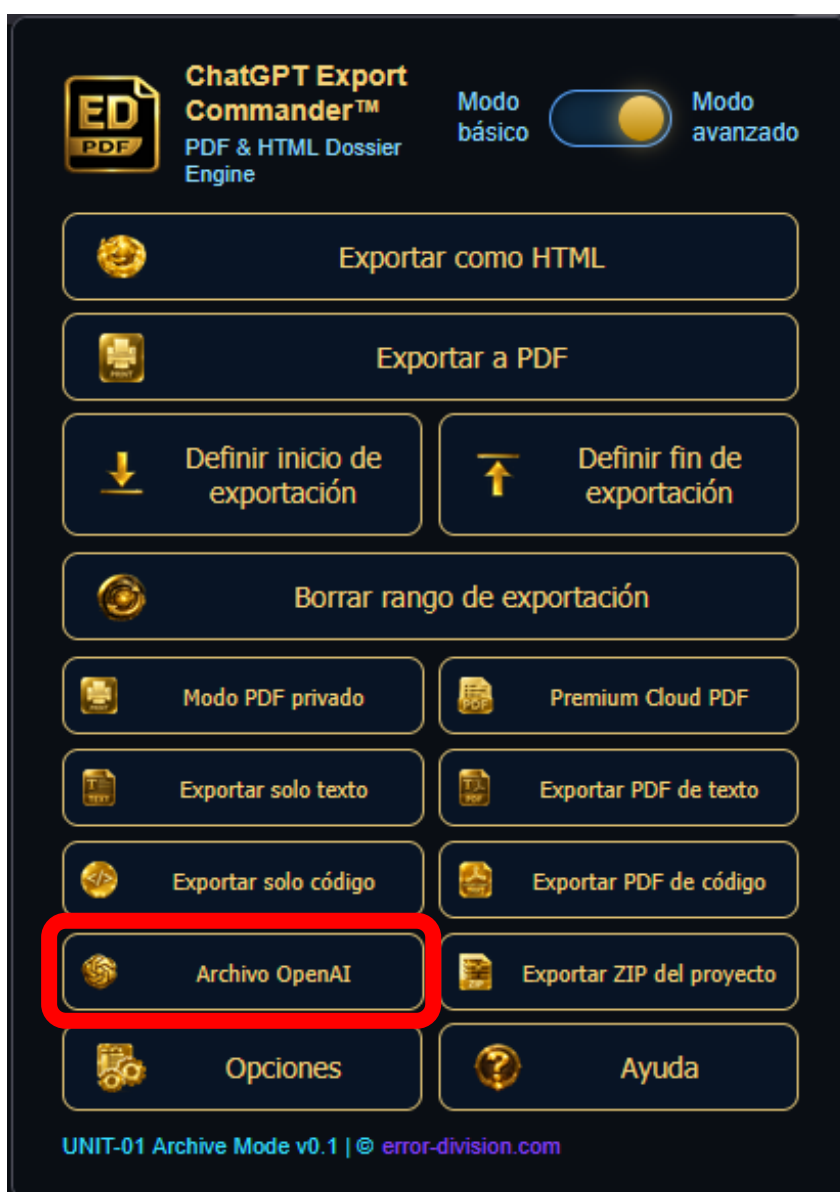 ED
PDF
ChatGPT Export
Commander™
PDF & HTML Dossier
Engine
Modo
básico
Modo
avanzado
Exportar como HTML
PRINT
Exportar a PDF
Definir inicio de
exportación
Definir fin de
exportación
Borrar rango de exportación
PRINT
Modo PDF privado
PDF
Premium Cloud PDF
TEXT
Exportar solo texto
PDF
Exportar PDF de texto
</>
Exportar solo código
Exportar PDF de código
Archivo OpenAI
ZIP
Exportar ZIP del proyecto
Opciones
?
Ayuda
UNIT-01 Archive Mode v0.1 | © error-division.com